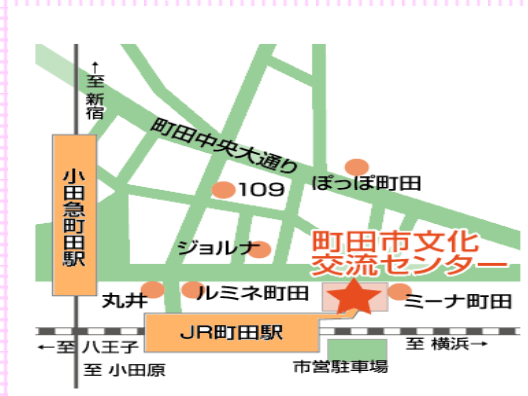 ↑
至
新
宿
町田中央大通り
小田急町田駅
109
ぽっぽ町田
ジョルナ
町田市文化
交流センター
丸井
ルミネ町田
ミーナ町田
JR町田駅
←至 八王子
至 横浜→
至 小田原
市営駐車場